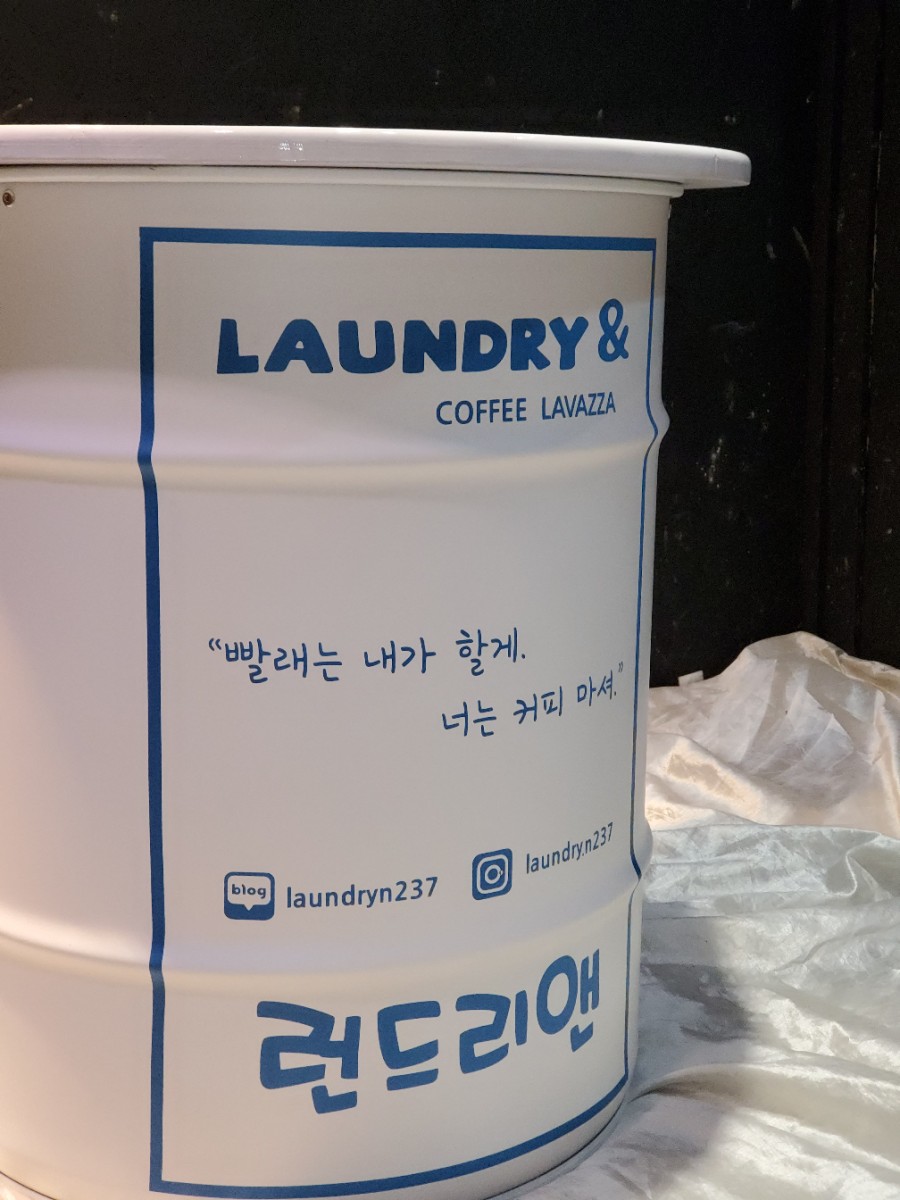 LAUNDRY &
COFFEE LAVAZZA
“빨래는 내가 할게.
너는 커피 마셔.”
blog laundryn237
laundry.n237
런드리앤